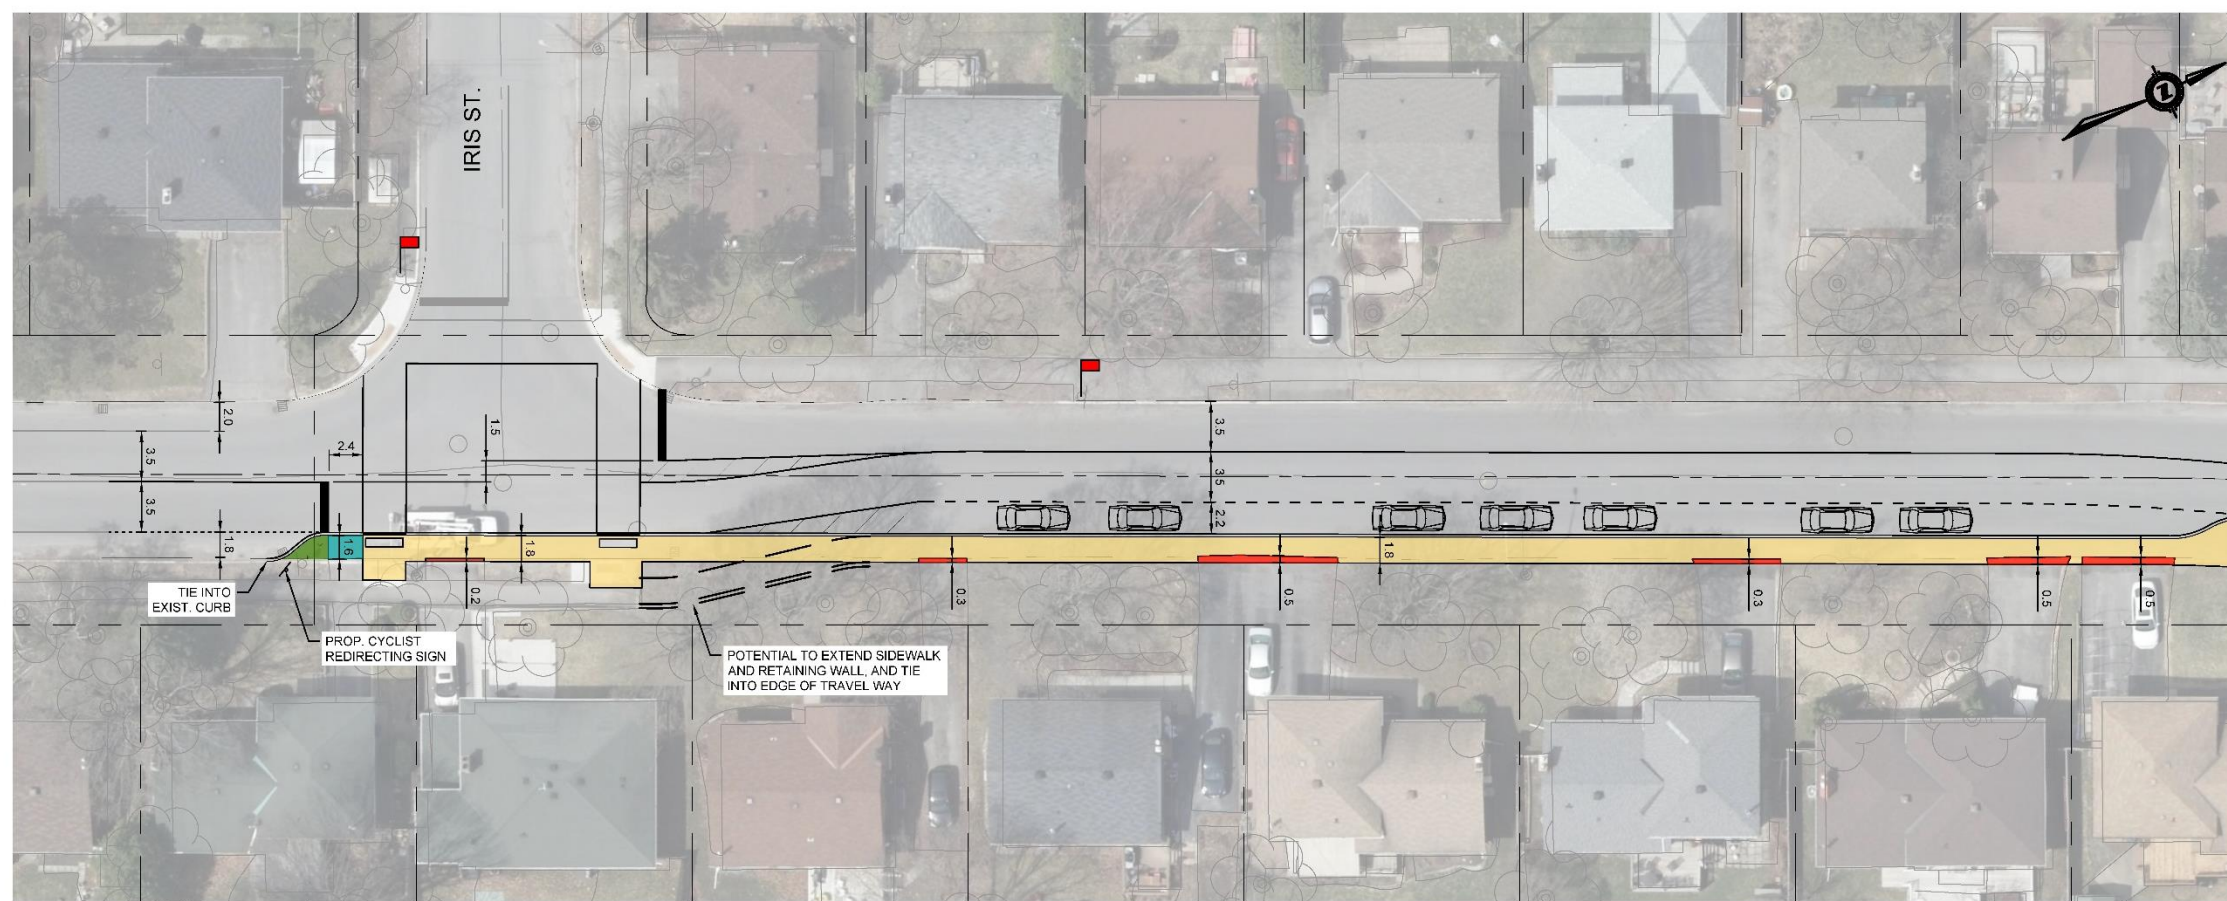 IRIS ST.
2.0
3.5
3.5
1.8
2.4
1.6
1.5
1.8
0.2
3.5
3.5
2.2
1.8
0.3
0.5
0.3
0.5
0.5
TIE INTO
EXIST. CURB
PROP. CYCLIST
REDIRECTING SIGN
POTENTIAL TO EXTEND SIDEWALK
AND RETAINING WALL, AND TIE
INTO EDGE OF TRAVEL WAY
Z